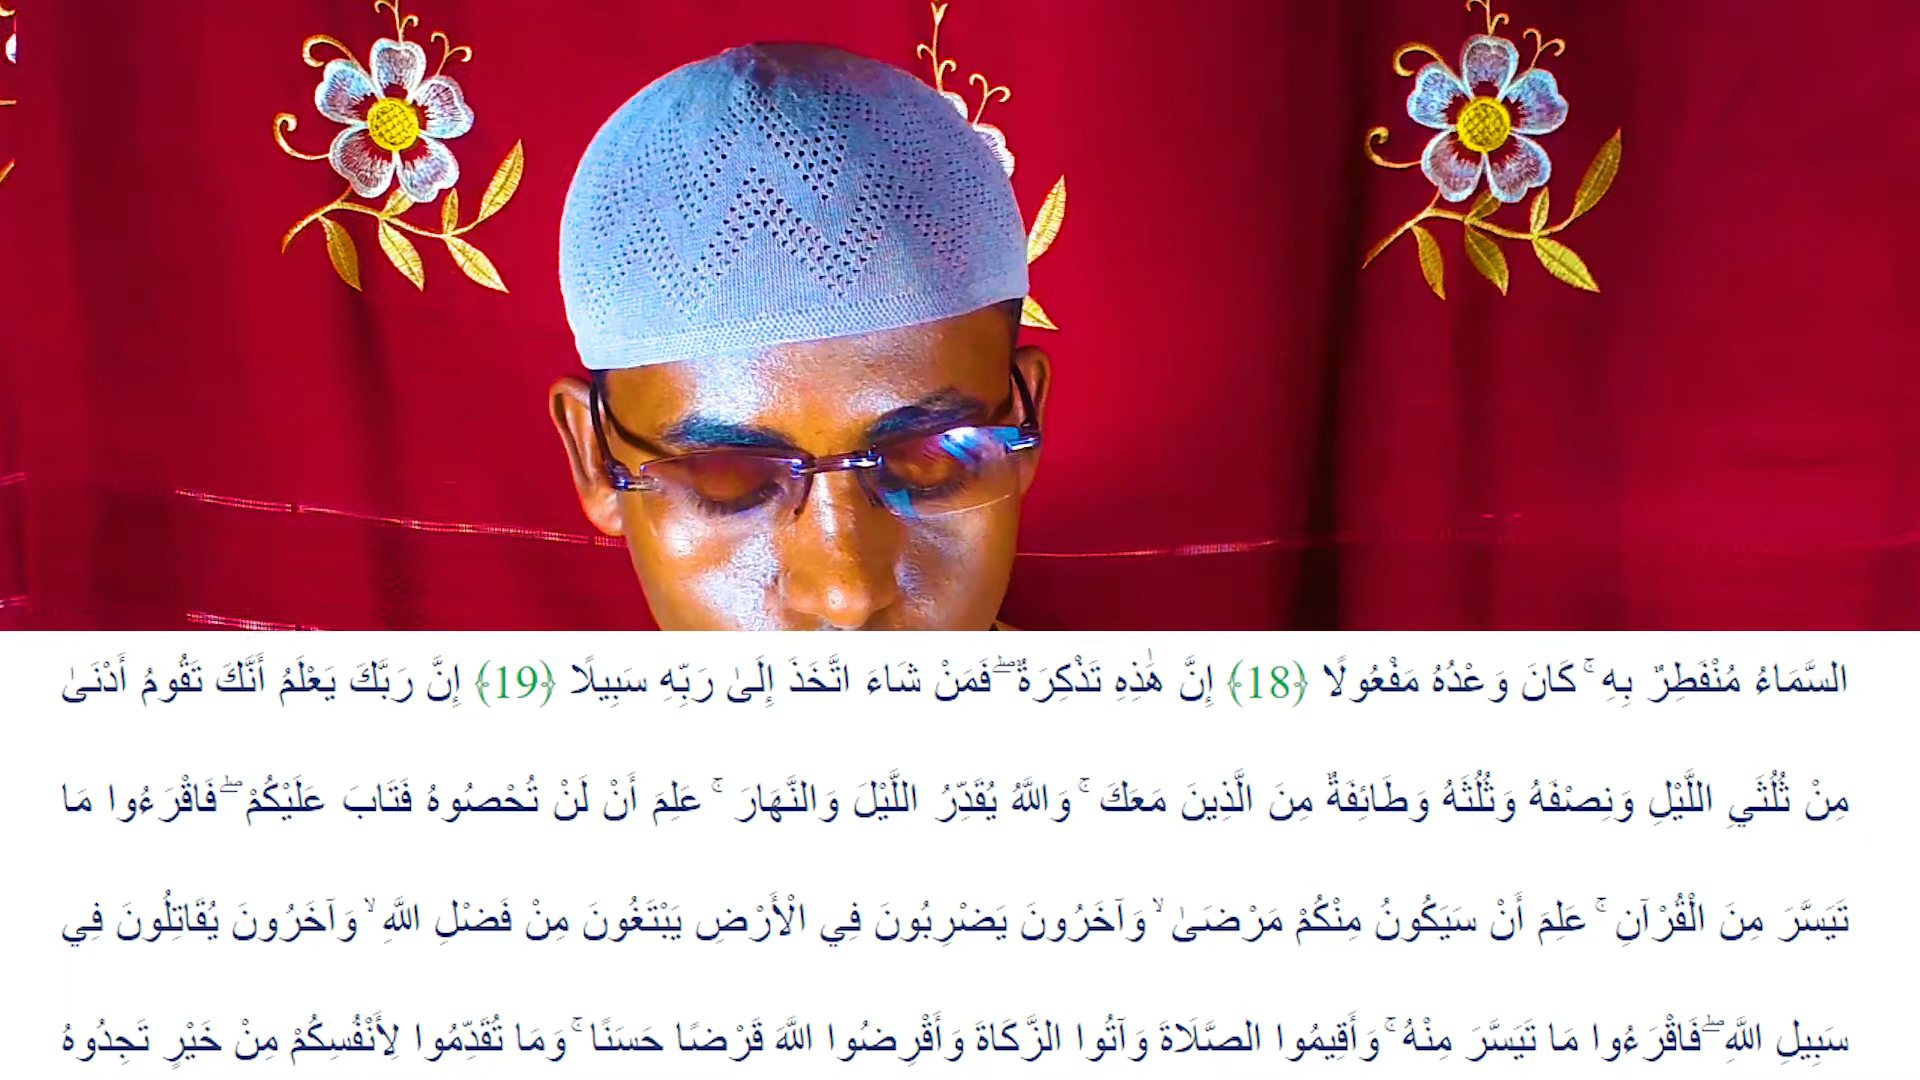 السَّمَاءُ مُنْفَطِرٌ بِهِ ۚ كَانَ وَعْدُهُ مَفْعُولًا ﴿18﴾ إِنَّ هَٰذِهِ تَذْكِرَةٌ ۖ فَمَنْ شَاءَ اتَّخَذَ إِلَىٰ رَبِّهِ سَبِيلًا ﴿19﴾ إِنَّ رَبَّكَ يَعْلَمُ أَنَّكَ تَقُومُ أَدْنَىٰ
مِنْ ثُلُثَيِ اللَّيْلِ وَنِصْفَهُ وَثُلُثَهُ وَطَائِفَةٌ مِنَ الَّذِينَ مَعَكَ ۚ وَاللَّهُ يُقَدِّرُ اللَّيْلَ وَالنَّهَارَ ۚ عَلِمَ أَنْ لَنْ تُحْصُوهُ فَتَابَ عَلَيْكُمْ ۖ فَاقْرَءُوا مَا
تَيَسَّرَ مِنَ الْقُرْآنِ ۚ عَلِمَ أَنْ سَيَكُونُ مِنْكُمْ مَرْضَىٰ ۙ وَآخَرُونَ يَضْرِبُونَ فِي الْأَرْضِ يَبْتَغُونَ مِنْ فَضْلِ اللَّهِ ۙ وَآخَرُونَ يُقَاتِلُونَ فِي
سَبِيلِ اللَّهِ ۖ فَاقْرَءُوا مَا تَيَسَّرَ مِنْهُ ۚ وَأَقِيمُوا الصَّلَاةَ وَآتُوا الزَّكَاةَ وَأَقْرِضُوا اللَّهَ قَرْضًا حَسَنًا ۚ وَمَا تُقَدِّمُوا لِأَنْفُسِكُمْ مِنْ خَيْرٍ تَجِدُوهُ